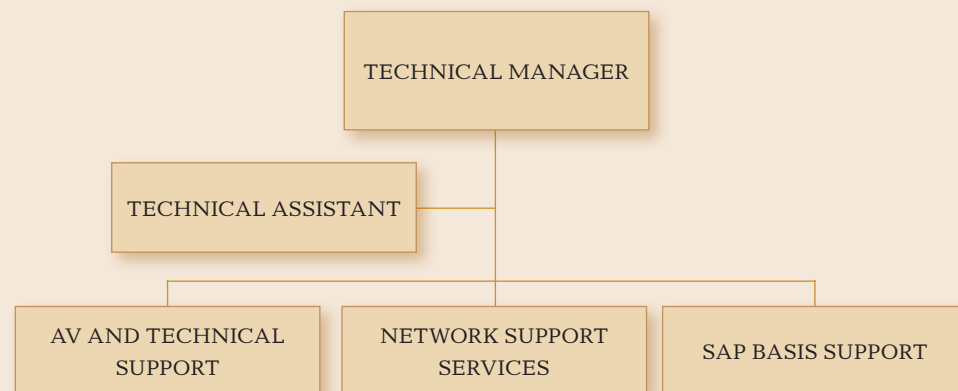 TECHNICAL MANAGER
TECHNICAL ASSISTANT
AV AND TECHNICAL
SUPPORT
NETWORK SUPPORT
SERVICES
SAP BASIS SUPPORT